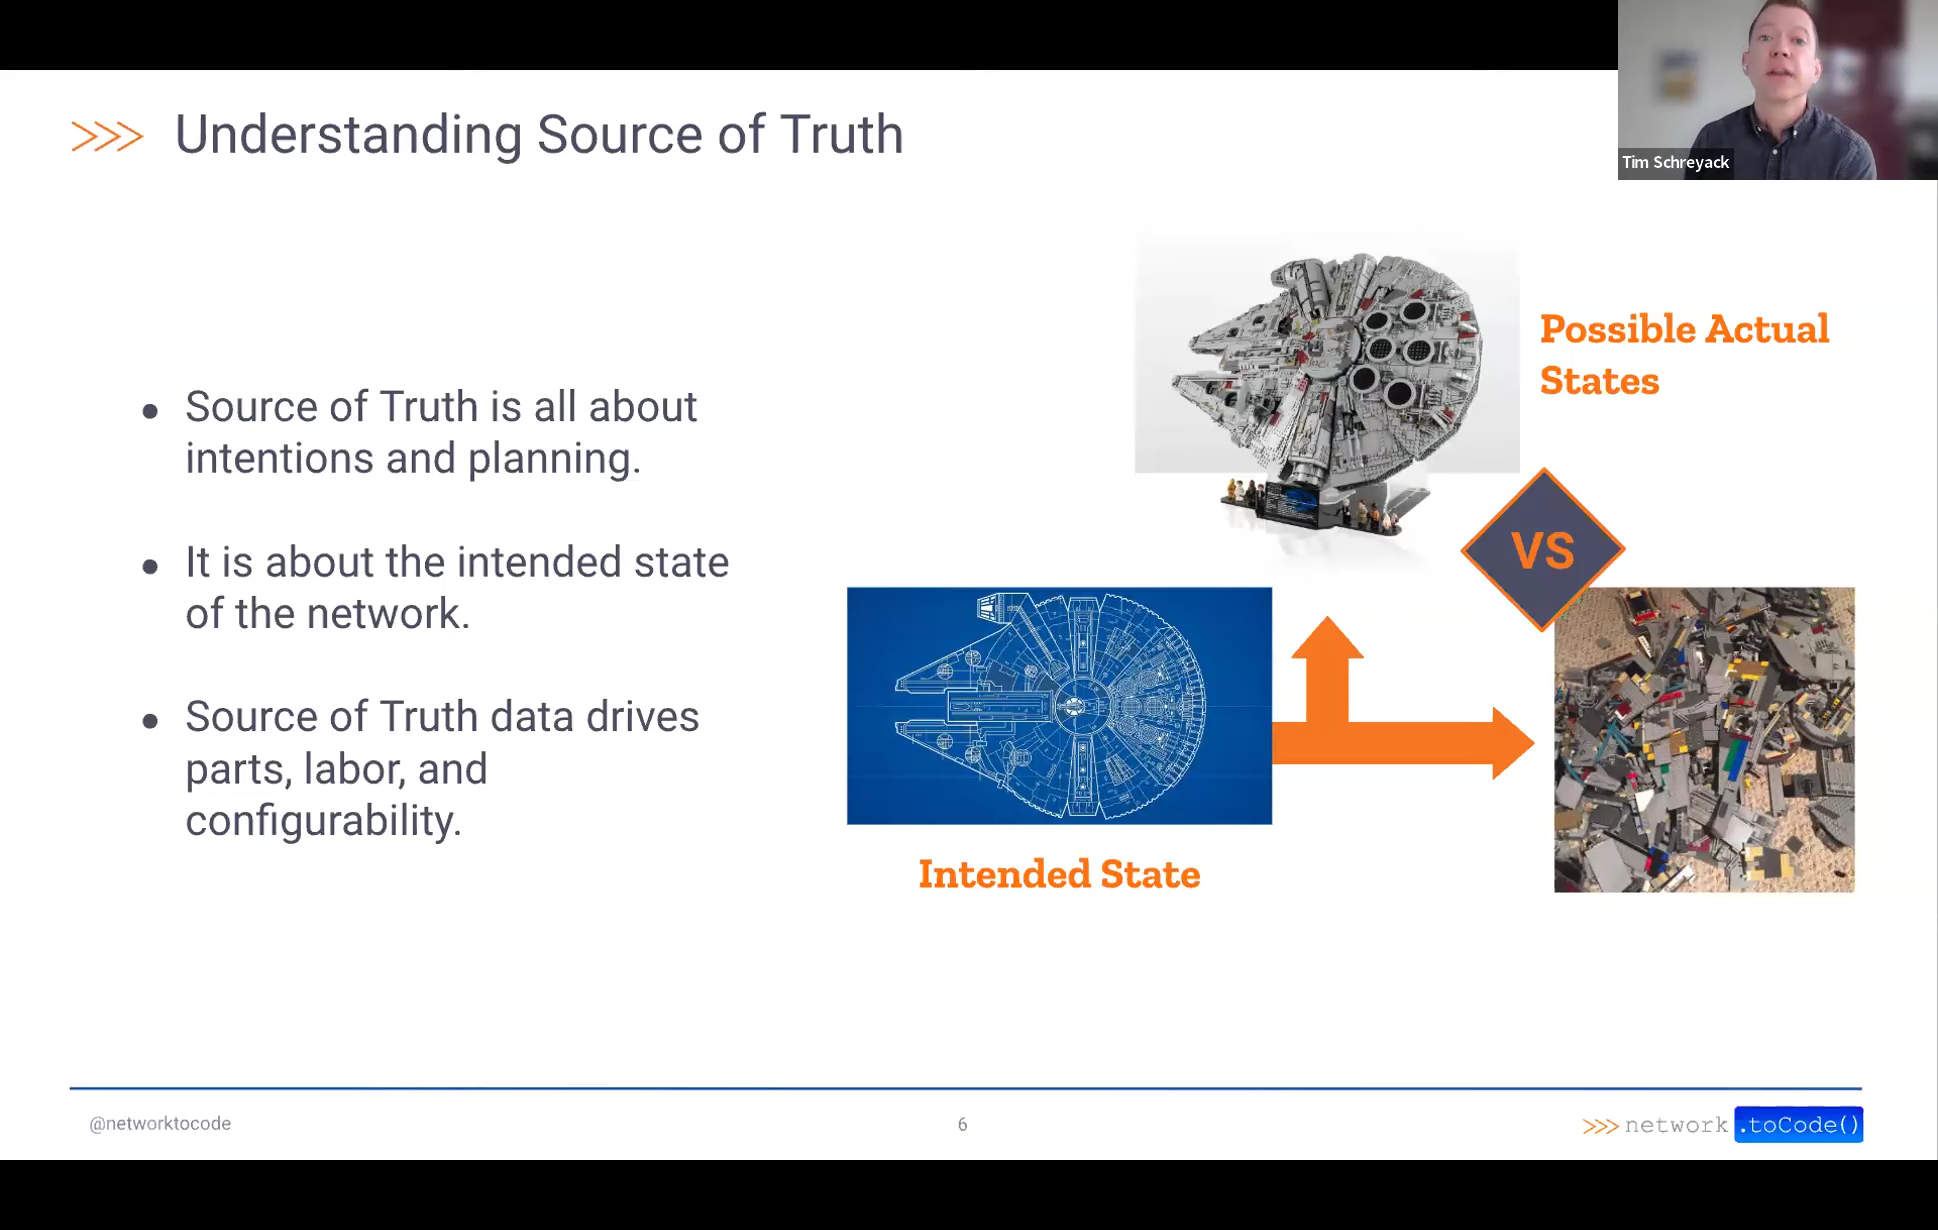 Understanding Source of Truth
Tim Schreyack
● Source of Truth is all about
intentions and planning.
● It is about the intended state
of the network.
● Source of Truth data drives
parts, labor, and
configurability.
Possible Actual
States
VS
Intended State
@networktocode
6
>>> network .toCode()